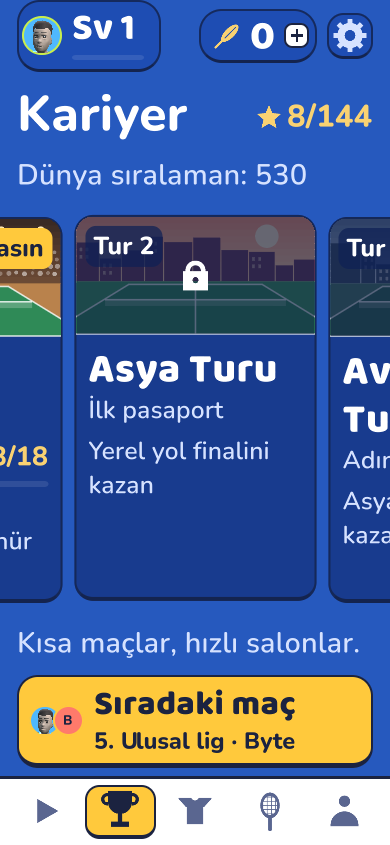 Sv 1
0
Kariyer
8/144
Dünya sıralaman: 530
Tur 2
Tur
Asya Turu
İlk pasaport
Yerel yol finalini
kazan
/18
Kısa maçlar, hızlı salonlar.
B
Sıradaki maç
5. Ulusal lig · Byte